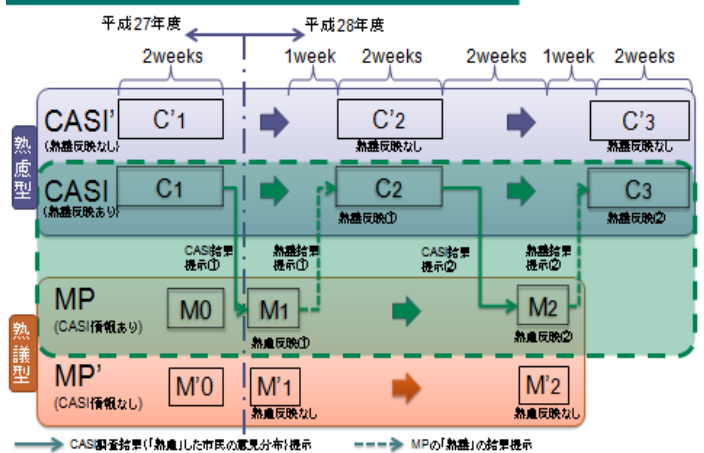 平成27年度
平成28年度
2weeks
1week
2weeks
2weeks
1week
2weeks
熟慮型
CASI'
(熟議反映なし)
C'1
C'2
熟議反映なし
C'3
熟議反映なし
CASI
(熟議反映あり)
C1
C2
熟議反映①
C3
熟議反映②
CASI結果
提示①
熟議結果
提示①
CASI結果
提示②
熟議結果
提示②
熟議型
MP
(CASI情報あり)
M0
M1
熟慮反映①
M2
熟慮反映②
MP'
(CASI情報なし)
M'0
M'1
熟慮反映なし
M'2
熟慮反映なし
CASI調査結果(「熟慮」した市民の意見分布)提示
MPの「熟議」の結果提示